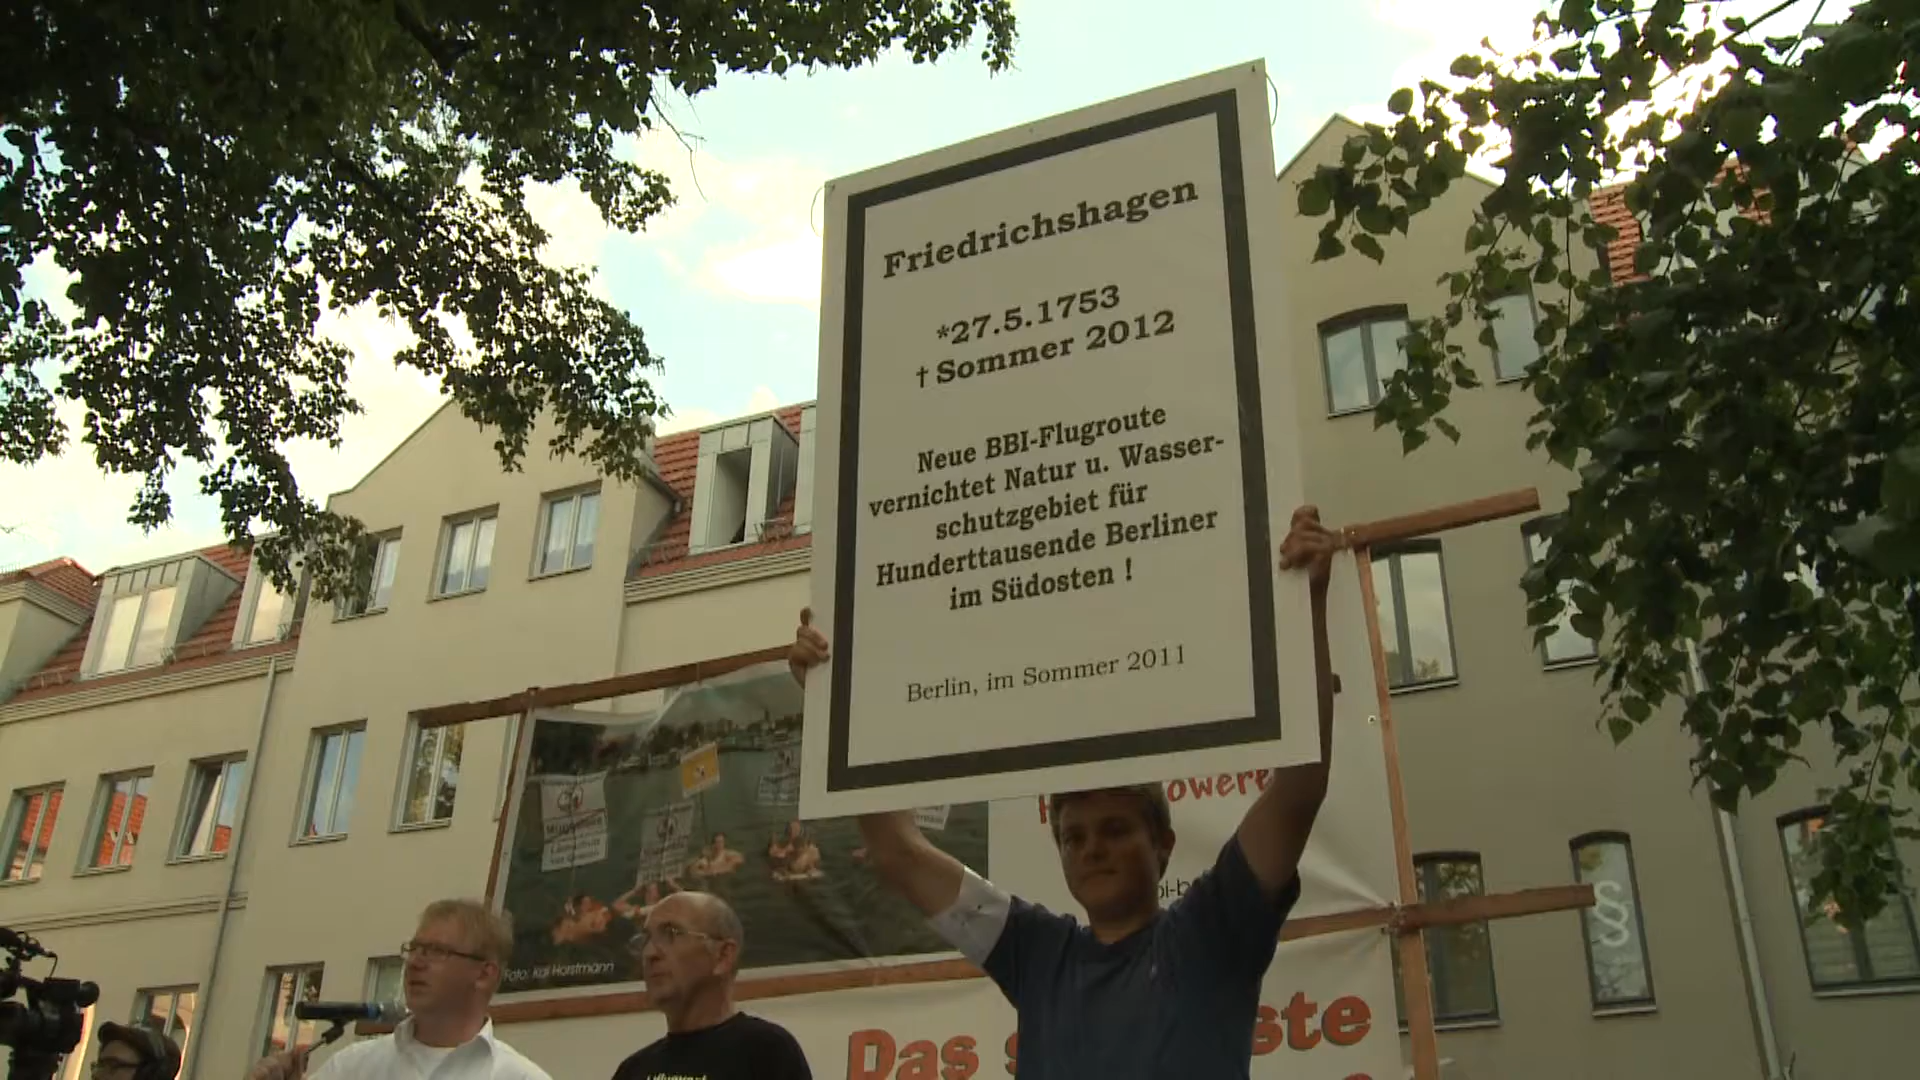 Friedrichshagen
*27.5.1753
† Sommer 2012
Neue BBI-Flugroute
vernichtet Natur u. Wasser-
schutzgebiet für
Hunderttausende Berliner
im Südosten !
Berlin, im Sommer 2011
Foto: Kai Horstmann
Das
§